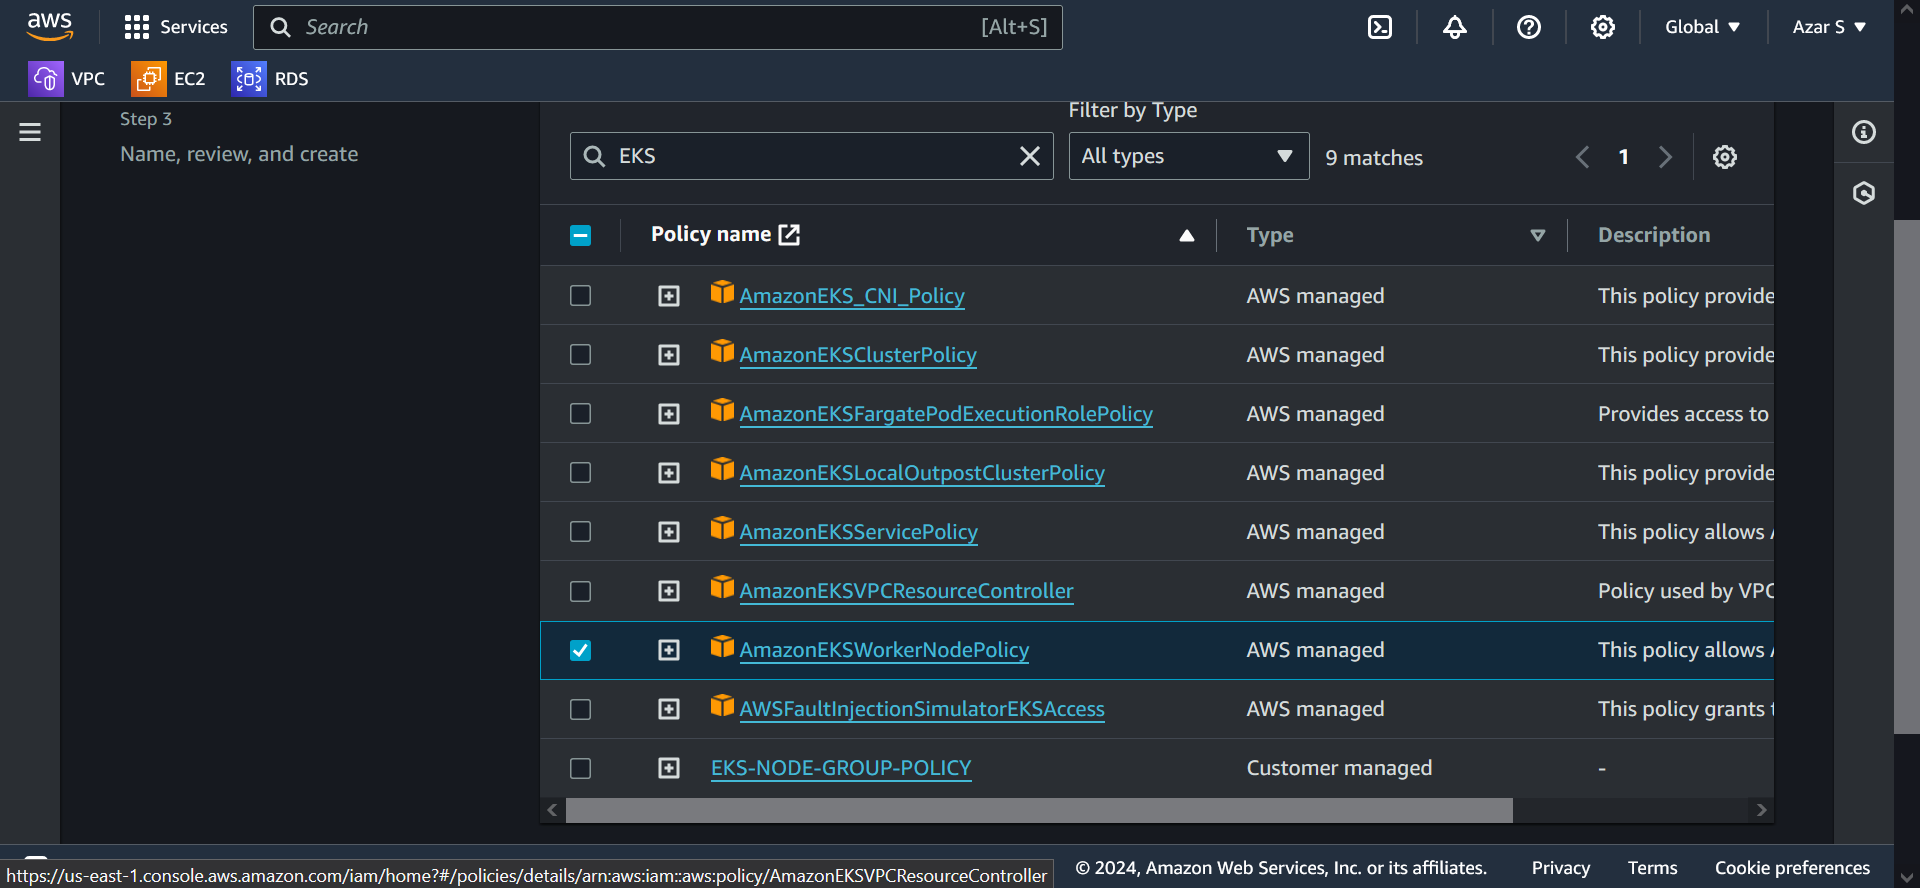 aws
Services
Search
[Alt+S]
Global
Azar S
VPC
EC2
RDS
Step 3
Name, review, and create
Filter by Type
EKS
All types
9 matches
1
Policy name
Type
Description
AmazonEKS_CNI_Policy
AWS managed
This policy provide
AmazonEKSClusterPolicy
AWS managed
This policy provide
AmazonEKSFargatePodExecutionRolePolicy
AWS managed
Provides access to
AmazonEKSLocalOutpostClusterPolicy
AWS managed
This policy provide
AmazonEKSServicePolicy
AWS managed
This policy allows
AmazonEKSVPCResourceController
AWS managed
Policy used by VPC
AmazonEKSWorkerNodePolicy
AWS managed
This policy allows
AWSFaultInjectionSimulatorEKSAccess
AWS managed
This policy grants
EKS-NODE-GROUP-POLICY
Customer managed
-
https://us-east-1.console.aws.amazon.com/iam/home?#/policies/details/arn:aws:iam::aws:policy/AmazonEKSVPCResourceController
© 2024, Amazon Web Services, Inc. or its affiliates.
Privacy
Terms
Cookie preferences